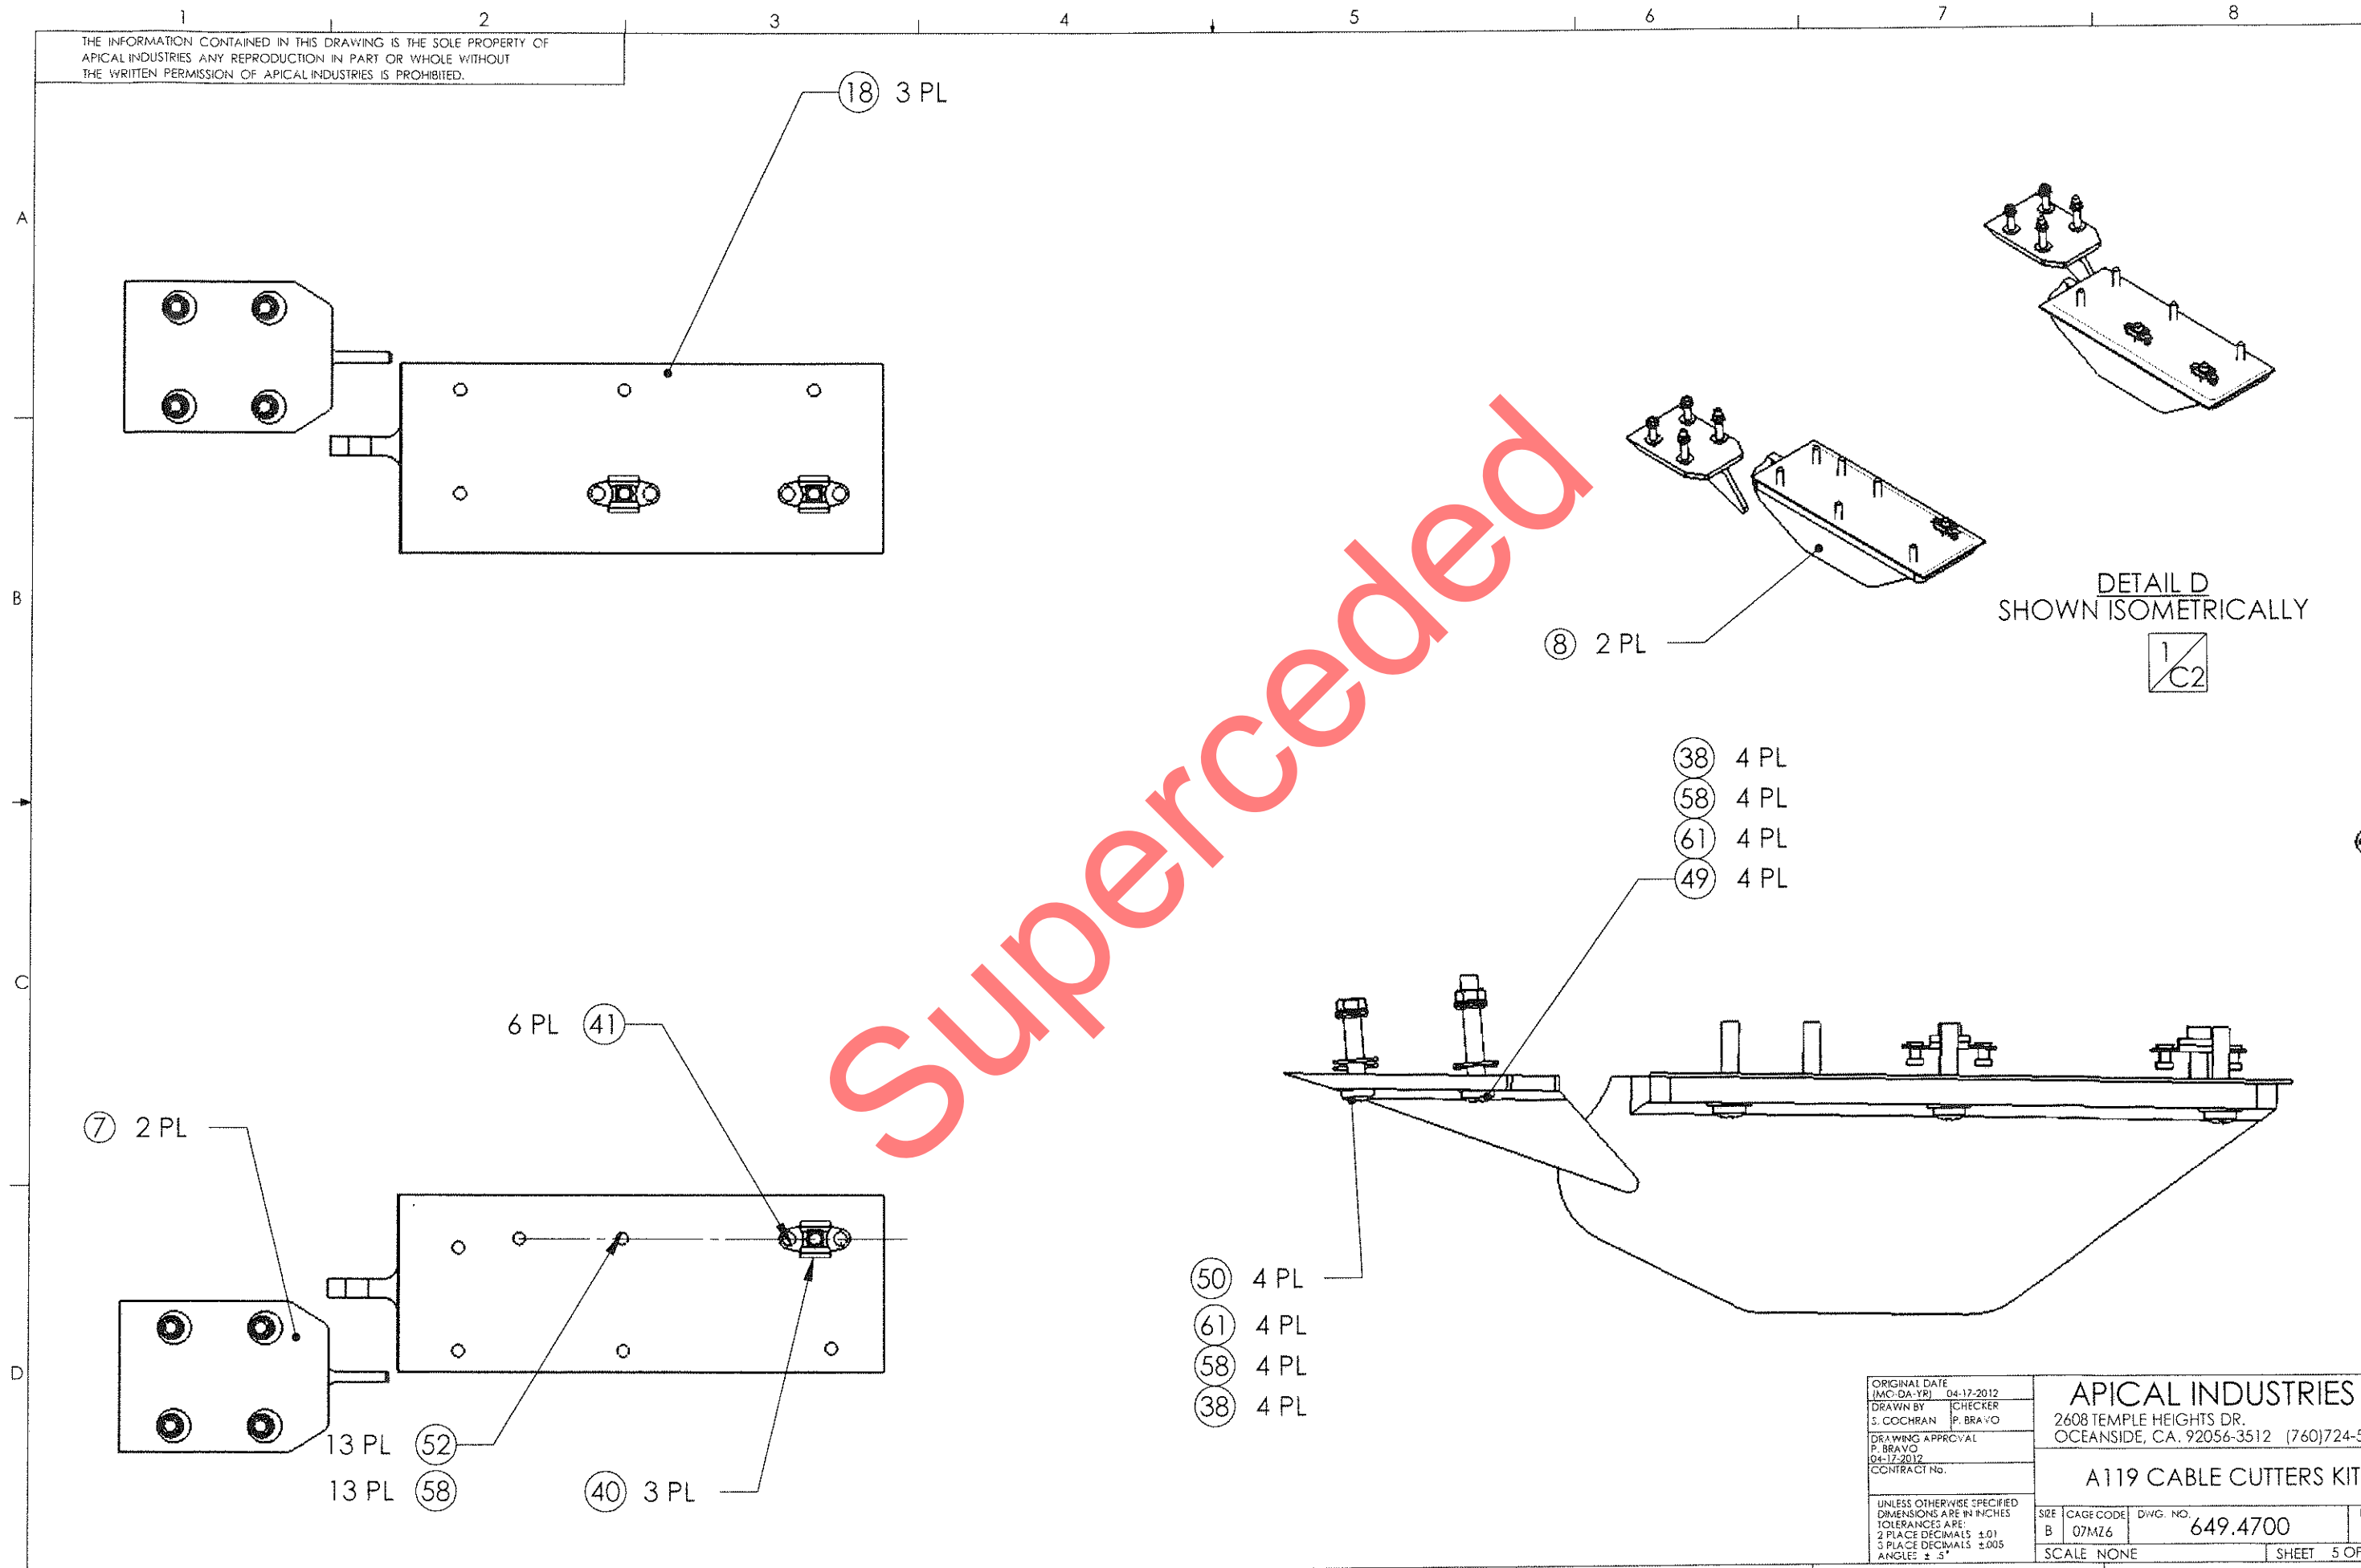 1 2 3 4 5 6 7 8
THE INFORMATION CONTAINED IN THIS DRAWING IS THE SOLE PROPERTY OF
APICAL INDUSTRIES ANY REPRODUCTION IN PART OR WHOLE WITHOUT
THE WRITTEN PERMISSION OF APICAL INDUSTRIES IS PROHIBITED.
18 3 PL
A
B
DETAIL D
SHOWN ISOMETRICALLY
1/C2
8 2 PL
Superceded
38 4 PL
58 4 PL
61 4 PL
49 4 PL
C
6 PL 41
7 2 PL
50 4 PL
61 4 PL
58 4 PL
38 4 PL
D
13 PL 52
13 PL 58
40 3 PL
ORIGINAL DATE
(MO-DA-YR) 04-17-2012
DRAWN BY CHECKER
S. COCHRAN P. BRAVO
DRAWING APPROVAL
P. BRAVO
04-17-2012
CONTRACT No.
UNLESS OTHERWISE SPECIFIED
DIMENSIONS ARE IN INCHES
TOLERANCES ARE:
2 PLACE DECIMALS ±.01
3 PLACE DECIMALS ±.005
ANGLES ± .5°
APICAL INDUSTRIES
2608 TEMPLE HEIGHTS DR.
OCEANSIDE, CA. 92056-3512 (760)724-5
A119 CABLE CUTTERS KIT
SIZE CAGE CODE DWG. NO.
B 07MZ6 649.4700
SCALE NONE SHEET 5 OF